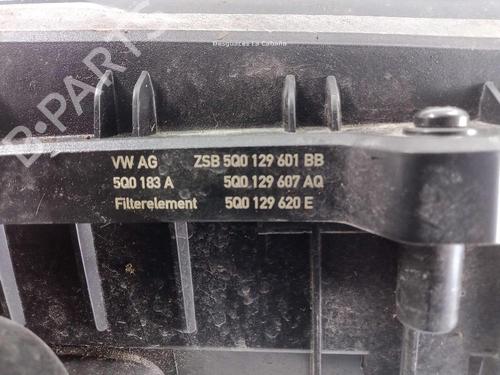 Desguaces La Cabaña
B-PARTS
VW AG ZSB 5Q0 129 601 BB
5Q0 183 A 5Q0 129 607 AQ
Filterelement 5Q0 129 620 E